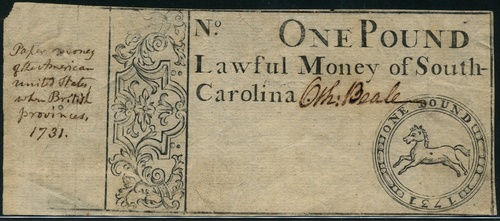 Paper money
of the American
United States,
when British
provinces,
1731.
No.
ONE POUND
Lawful Money of South-
Carolina Oth: Beale
ONE POUND
1731